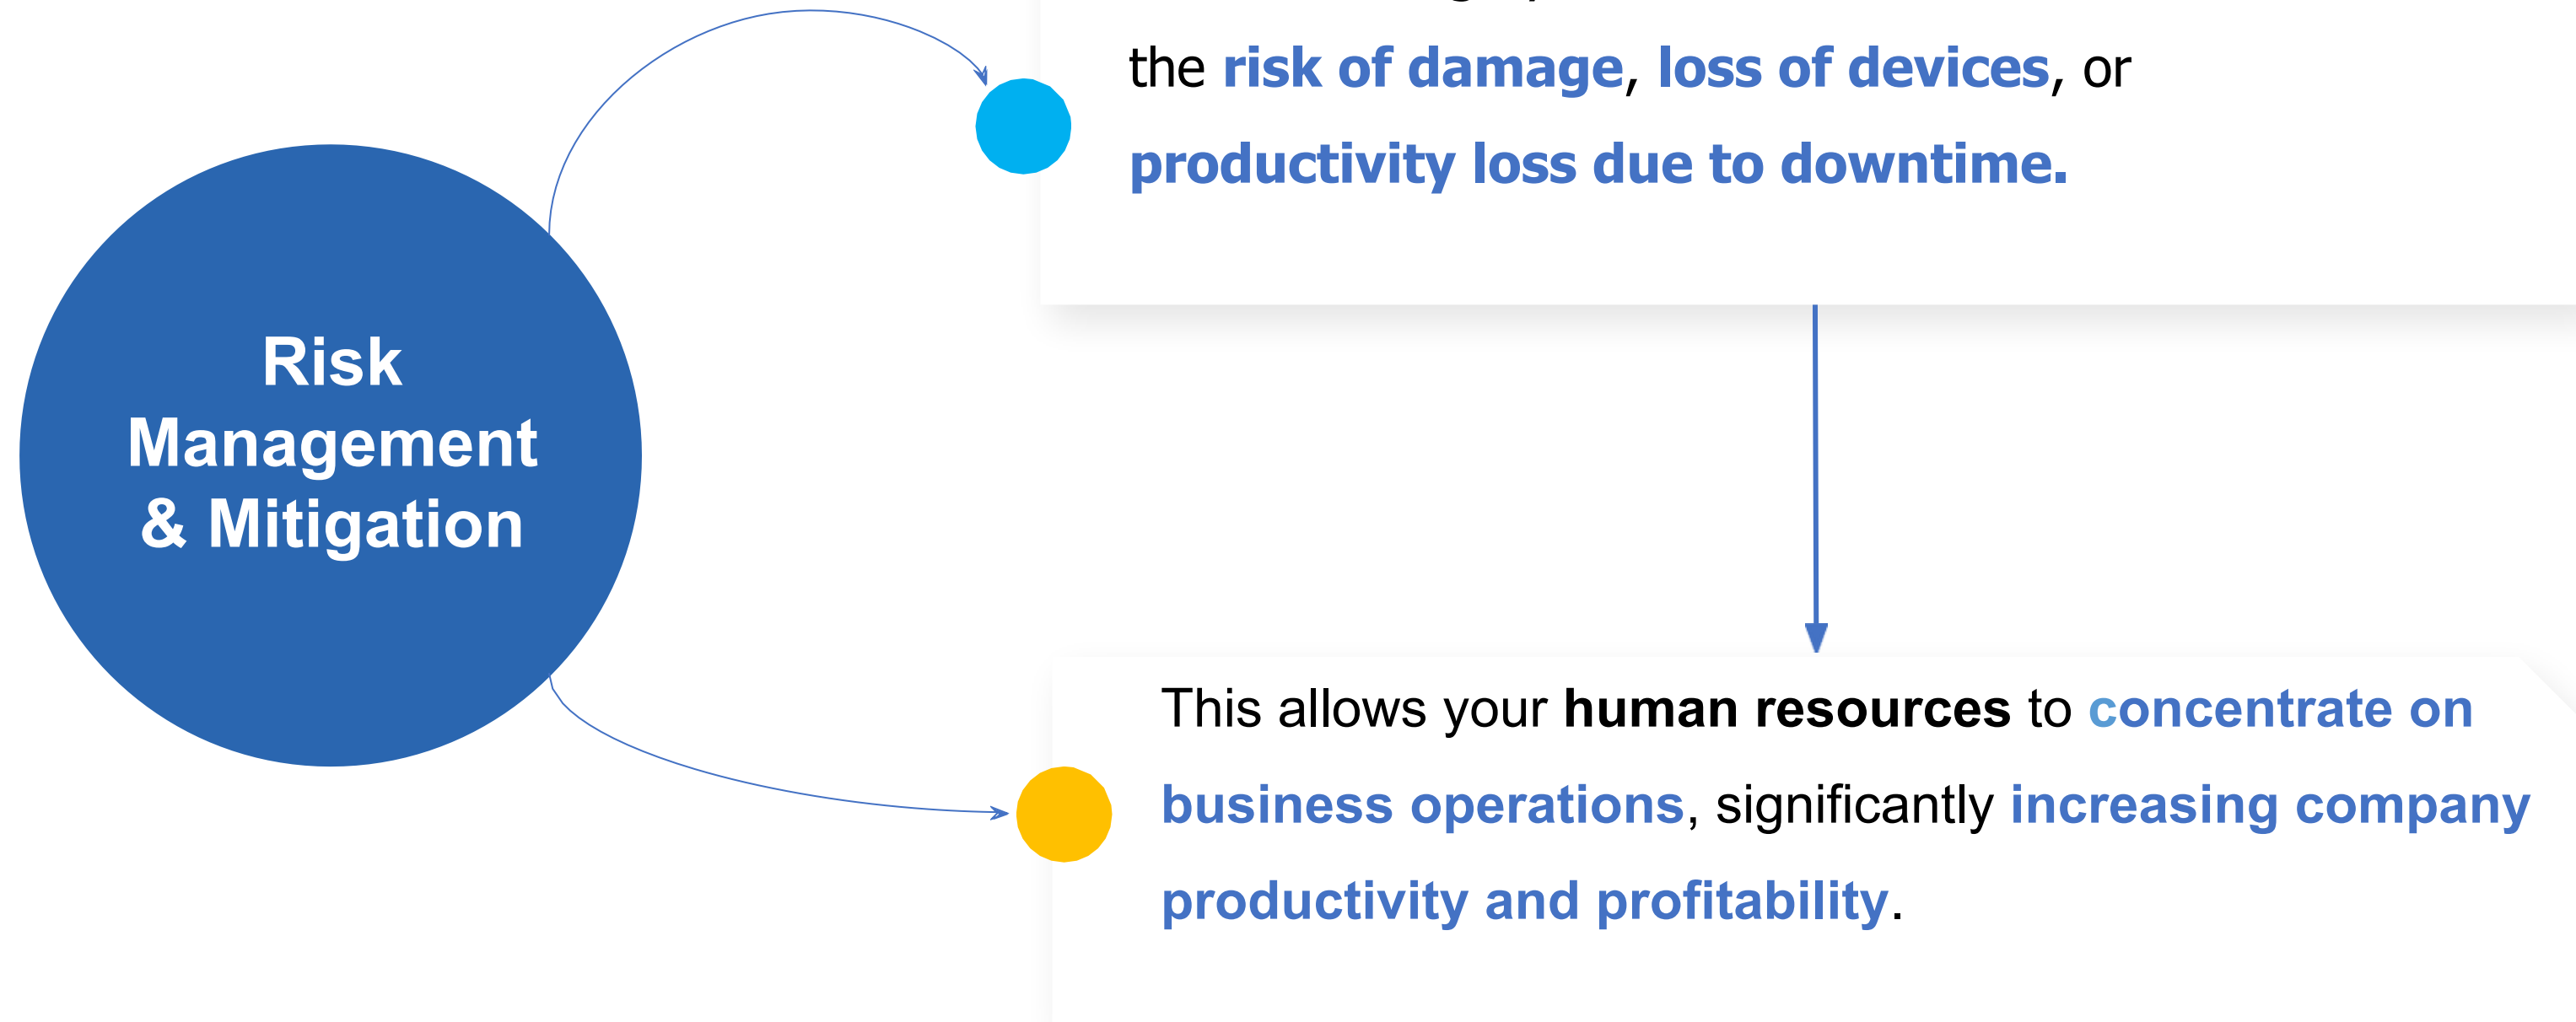 the risk of damage, loss of devices, or
productivity loss due to downtime.
Risk
Management
& Mitigation
This allows your human resources to concentrate on
business operations, significantly increasing company
productivity and profitability.